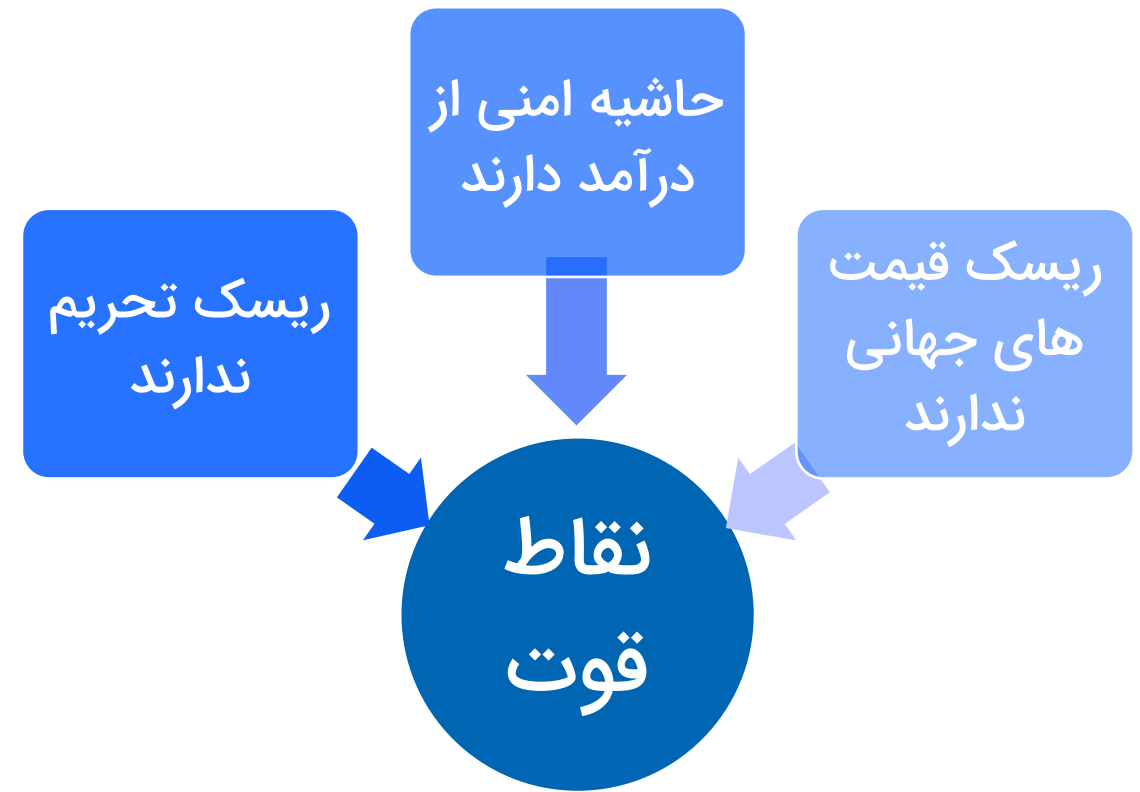 حاشیه امنی از
درآمد دارند
ریسک قیمت
های جهانی
ندارند
ریسک تحریم
ندارند
نقاط
قوت